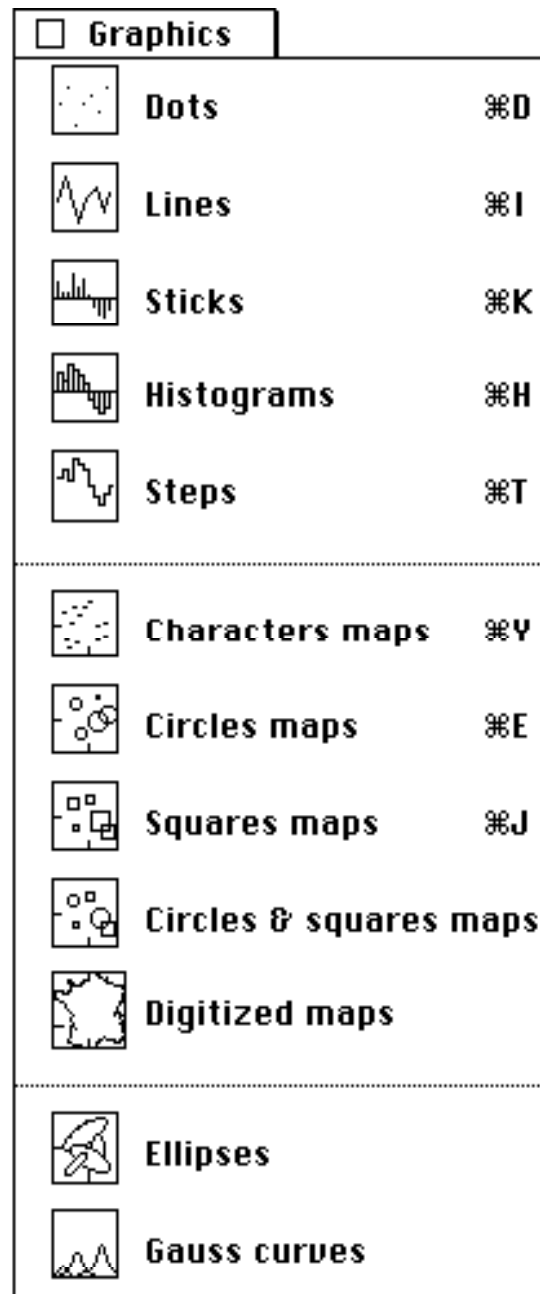 Graphics
Dots ⌘D
Lines ⌘I
Sticks ⌘K
Histograms ⌘H
Steps ⌘T
Characters maps ⌘Y
Circles maps ⌘E
Squares maps ⌘J
Circles & squares maps
Digitized maps
Ellipses
Gauss curves